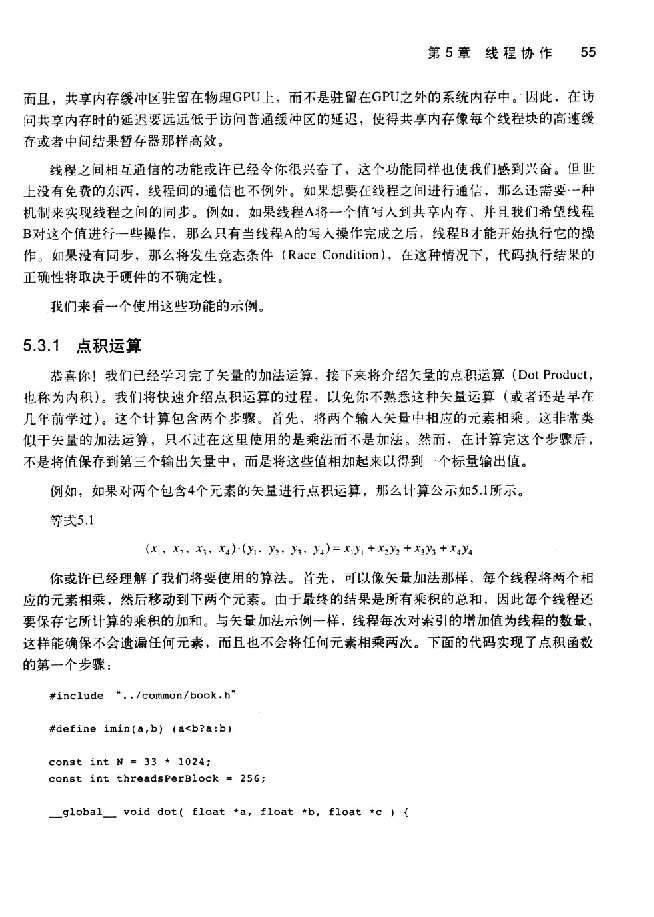 第5章 线程协作 55
而且，共享内存缓冲区驻留在物理GPU上，而不是驻留在GPU之外的系统内存中。因此，在访
问共享内存时的延迟要远远低于访问普通缓冲区的延迟，使得共享内存像每个线程块的高速缓
存或者中间结果暂存器那样高效。
线程之间相互通信的功能或许已经令你很兴奋了，这个功能同样也使我们感到兴奋。但世
上没有免费的东西，线程间的通信也不例外。如果想要在线程之间进行通信，那么还需要一种
机制来实现线程之间的同步。例如，如果线程A将一个值写入到共享内存，并且我们希望线程
B对这个值进行一些操作，那么只有当线程A的写入操作完成之后，线程B才能开始执行它的操
作。如果没有同步，那么将发生竞态条件（Race Condition），在这种情况下，代码执行结果的
正确性将取决于硬件的不确定性。
我们来看一个使用这些功能的示例。
5.3.1 点积运算
恭喜你！我们已经学习完了矢量的加法运算，接下来将介绍矢量的点积运算（Dot Product，
也称为内积）。我们将快速介绍点积运算的过程，以免你不熟悉这种矢量运算（或者还是早在
几年前学过）。这个计算包含两个步骤。首先，将两个输入矢量中相应的元素相乘。这非常类
似于矢量的加法运算，只不过在这里使用的是乘法而不是加法。然而，在计算完这个步骤后，
不是将值保存到第三个输出矢量中，而是将这些值相加起来以得到一个标量输出值。
例如，如果对两个包含4个元素的矢量进行点积运算，那么计算公示如5.1所示。
等式5.1
(x₁，x₂，x₃，x₄)·(y₁，y₂，y₃，y₄) = x₁y₁ + x₂y₂ + x₃y₃ + x₄y₄
你或许已经理解了我们将要使用的算法。首先，可以像矢量加法那样，每个线程将两个相
应的元素相乘，然后移动到下两个元素。由于最终的结果是所有乘积的总和，因此每个线程还
要保存它所计算的乘积的加和。与矢量加法示例一样，线程每次对索引的增加值为线程的数量，
这样能确保不会遗漏任何元素，而且也不会将任何元素相乘两次。下面的代码实现了点积函数
的第一个步骤：
#include "../common/book.h"
#define imin(a,b) (a<b?a:b)
const int N = 33 * 1024;
const int threadsPerBlock = 256;
__global__ void dot( float *a, float *b, float *c ) {